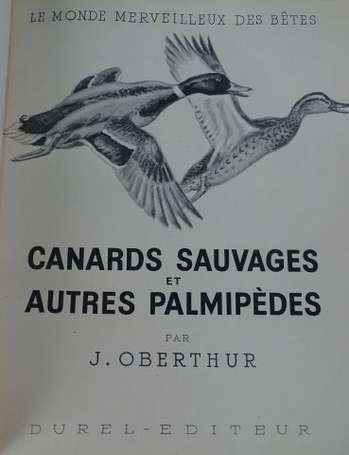 LE MONDE MERVEILLEUX DES BÊTES
CANARDS SAUVAGES
ET
AUTRES PALMIPÈDES
PAR
J. OBERTHUR
DUREL-EDITEUR